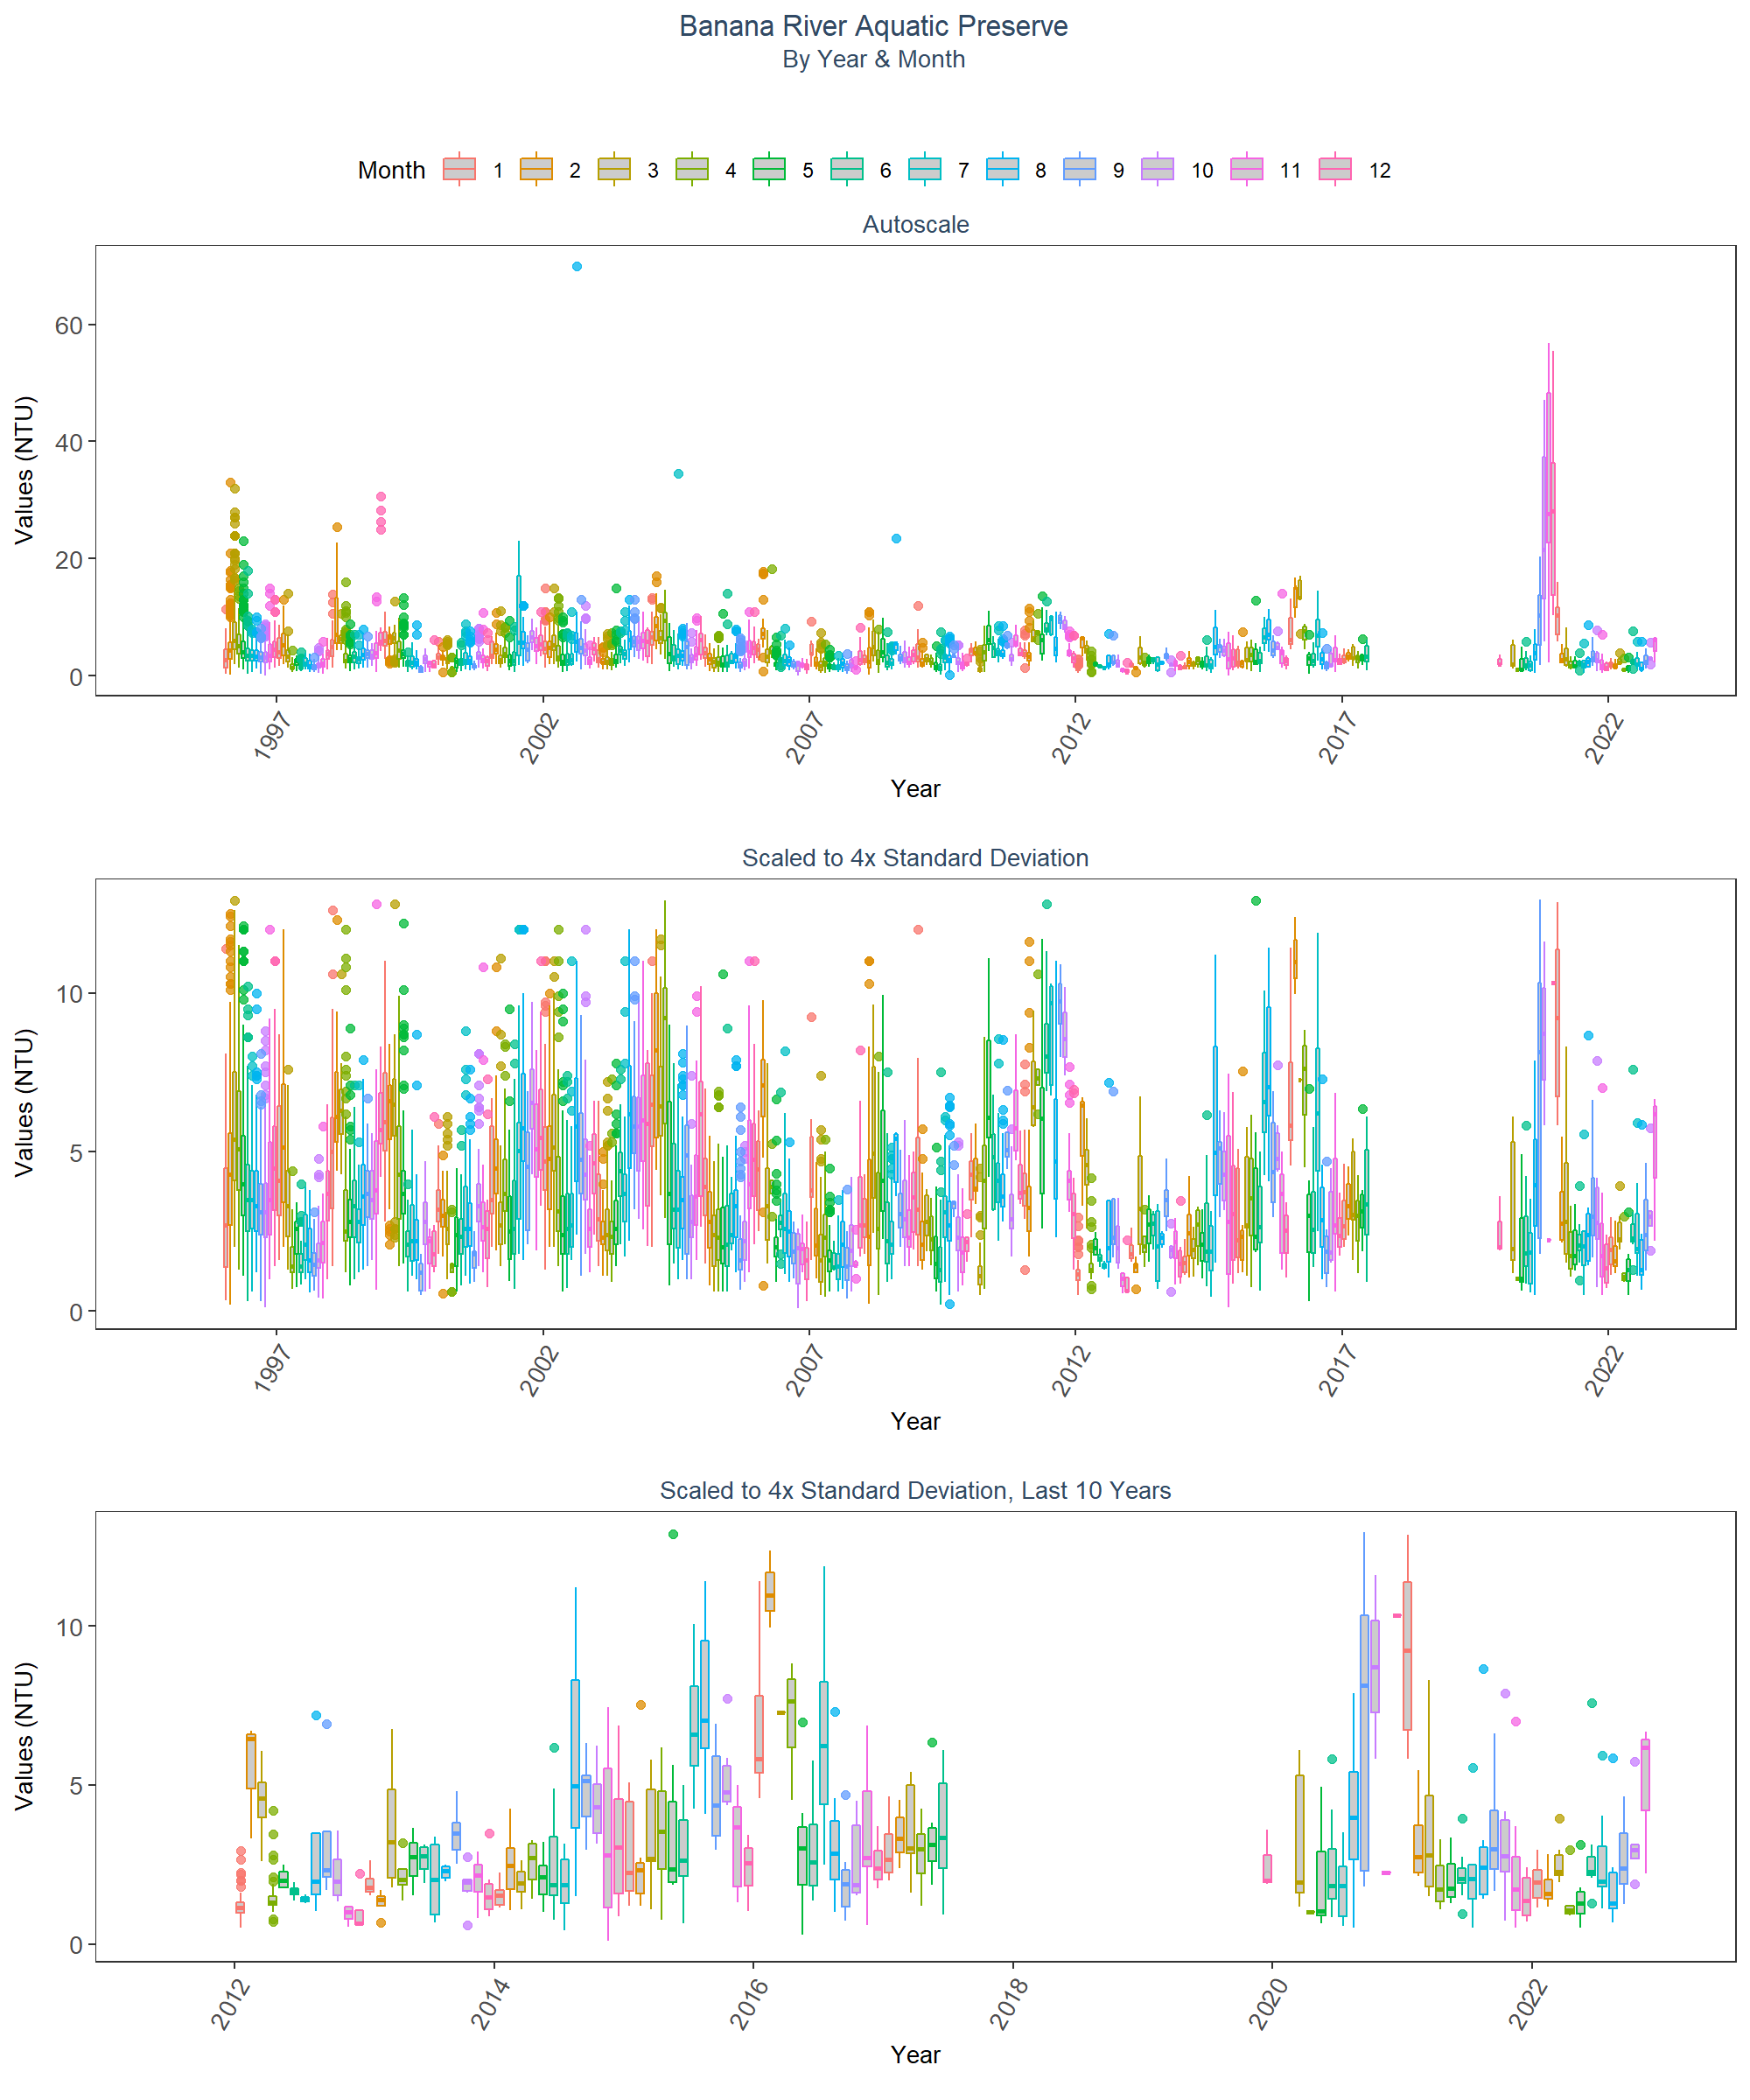 Banana River Aquatic Preserve
By Year & Month
Month 1 2 3 4 5 6 7 8 9 10 11 12
Autoscale
Values (NTU)
60
40
20
0
1997 2002 2007 2012 2017 2022
Year
Scaled to 4x Standard Deviation
Values (NTU)
10
5
0
1997 2002 2007 2012 2017 2022
Year
Scaled to 4x Standard Deviation, Last 10 Years
Values (NTU)
10
5
0
2012 2014 2016 2018 2020 2022
Year